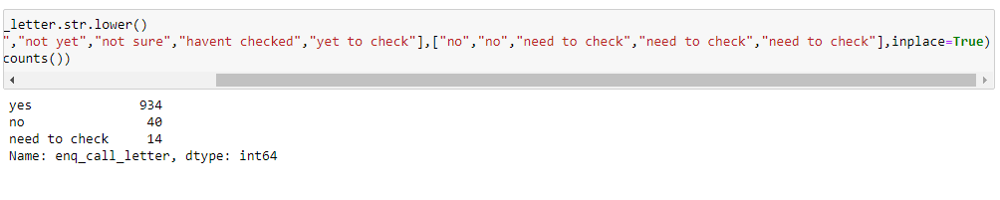 _letter.str.lower()
","not yet","not sure","havent checked","yet to check"],["no","no","need to check","need to check","need to check"],inplace=True)
counts())
yes 934
no 40
need to check 14
Name: enq_call_letter, dtype: int64